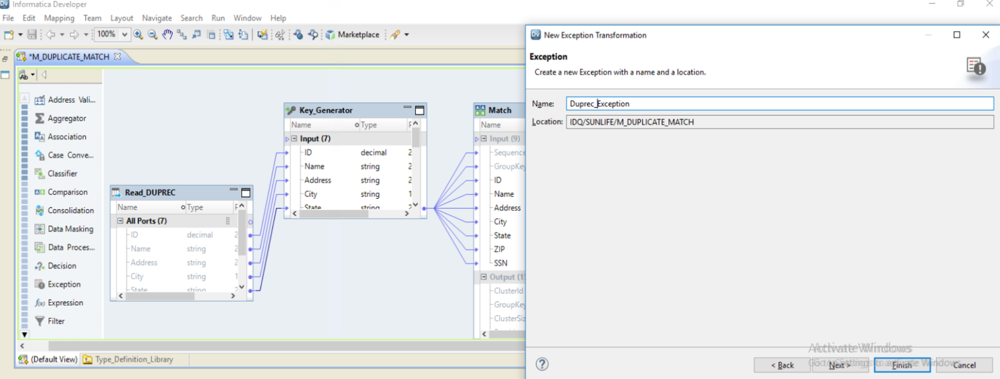 Informatica Developer
File Edit Mapping Team Layout Navigate Search Run Window Help
100% Marketplace
*M_DUPLICATE_MATCH
Ab
Address Vali...
Aggregator
Association
Case Conve...
Classifier
Comparison
Consolidation
Data Masking
Data Proces...
Decision
Exception
f(x) Expression
Filter
Read_DUPREC
Name Type
All Ports (7)
ID decimal 2
Name string 2
Address string 2
City string 1
State string 2
Key_Generator
Name Type
Input (7)
ID decimal 2
Name string 2
Address string 2
City string 1
State string 2
Match
Name
Input (9)
Sequence
GroupKey
ID
Name
Address
City
State
ZIP
SSN
Output (1
ClusterId
GroupKey
ClusterSiz
(Default View) Type_Definition_Library
Dv New Exception Transformation
Exception
Create a new Exception with a name and a location.
Name: Duprec_Exception
Location: IDQ/SUNLIFE/M_DUPLICATE_MATCH
Activate Windows
Go to Settings to activate Windows.
< Back Next > Finish Cancel